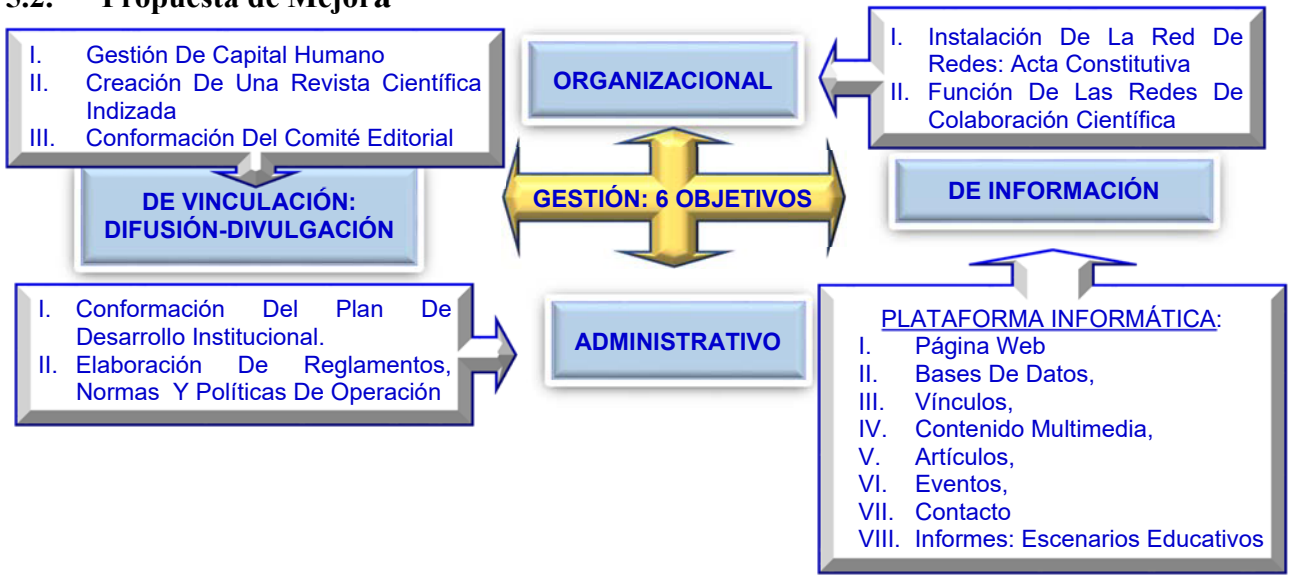 3.2. Propuesta de Mejora
I. Gestión De Capital Humano
II. Creación De Una Revista Científica
Indizada
III. Conformación Del Comité Editorial
ORGANIZACIONAL
I. Instalación De La Red De
Redes: Acta Constitutiva
II. Función De Las Redes De
Colaboración Científica
DE VINCULACIÓN:
DIFUSIÓN-DIVULGACIÓN
GESTIÓN: 6 OBJETIVOS
DE INFORMACIÓN
I. Conformación Del Plan De
Desarrollo Institucional.
II. Elaboración De Reglamentos,
Normas Y Políticas De Operación
ADMINISTRATIVO
PLATAFORMA INFORMÁTICA:
I. Página Web
II. Bases De Datos,
III. Vínculos,
IV. Contenido Multimedia,
V. Artículos,
VI. Eventos,
VII. Contacto
VIII. Informes: Escenarios Educativos